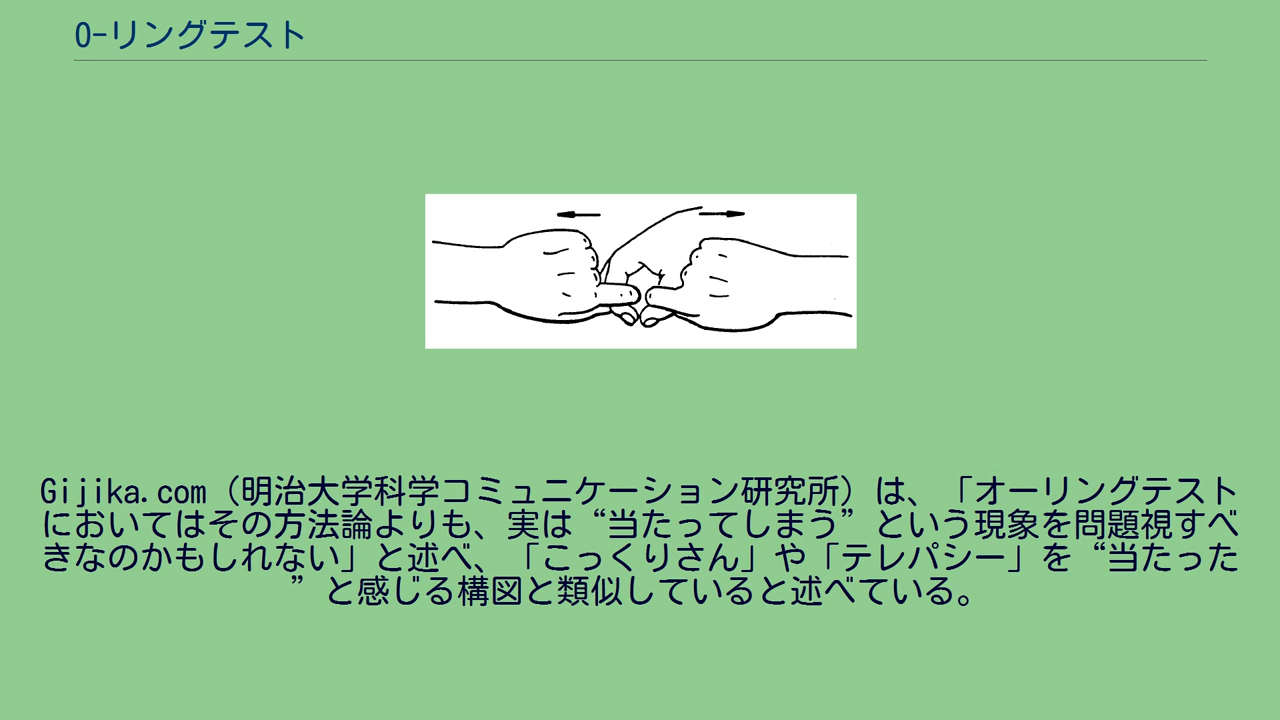 O-リングテスト
Gijika.com（明治大学科学コミュニケーション研究所）は、「オーリングテスト
においてはその方法論よりも、実は“当たってしまう”という現象を問題視すべ
きなのかもしれない」と述べ、「こっくりさん」や「テレパシー」を“当たった
”と感じる構図と類似していると述べている。